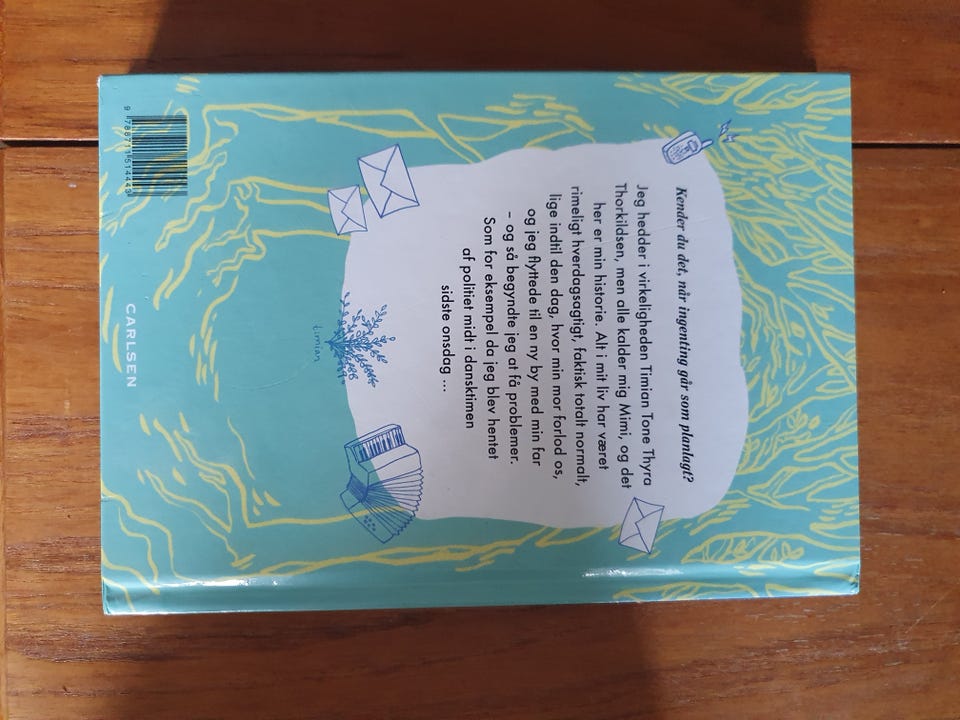 Kender du det, når ingenting går som planlagt?
Jeg hedder i virkeligheden Timian Tone Thyra
Thorkildsen, men alle kalder mig Mimi, og det
her er min historie. Alt i mit liv har været
rimeligt hverdagsagtigt, faktisk totalt normalt,
lige indtil den dag, hvor min mor forlod os,
og jeg flyttede til en ny by med min far
– og så begyndte jeg at få problemer.
Som for eksempel da jeg blev hentet
af politiet midt i dansktimen
sidste onsdag ...
timian
CARLSEN
9 788711 514443